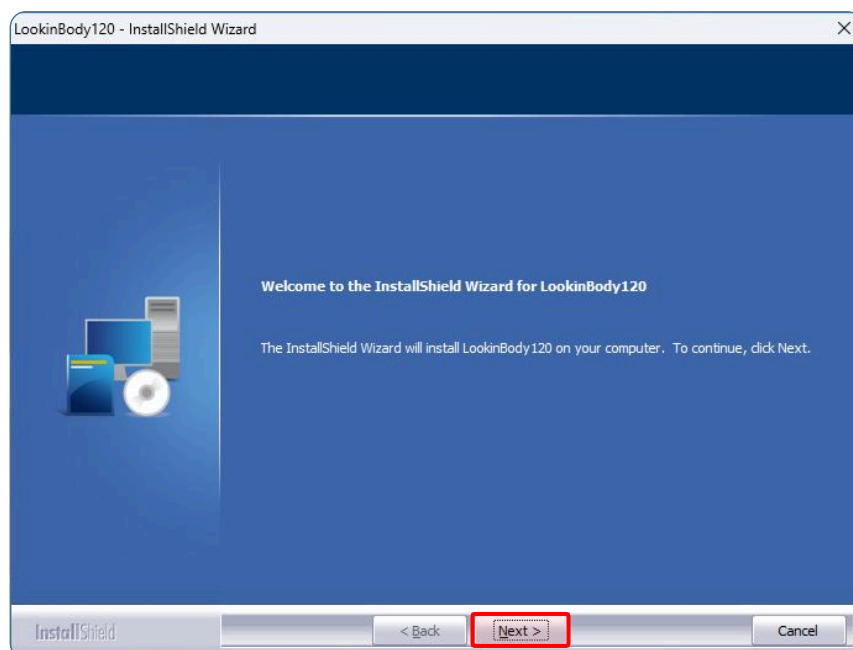 LookinBody120 - InstallShield Wizard
Welcome to the InstallShield Wizard for LookinBody120
The InstallShield Wizard will install LookinBody120 on your computer. To continue, click Next.
InstallShield
< Back
Next >
Cancel